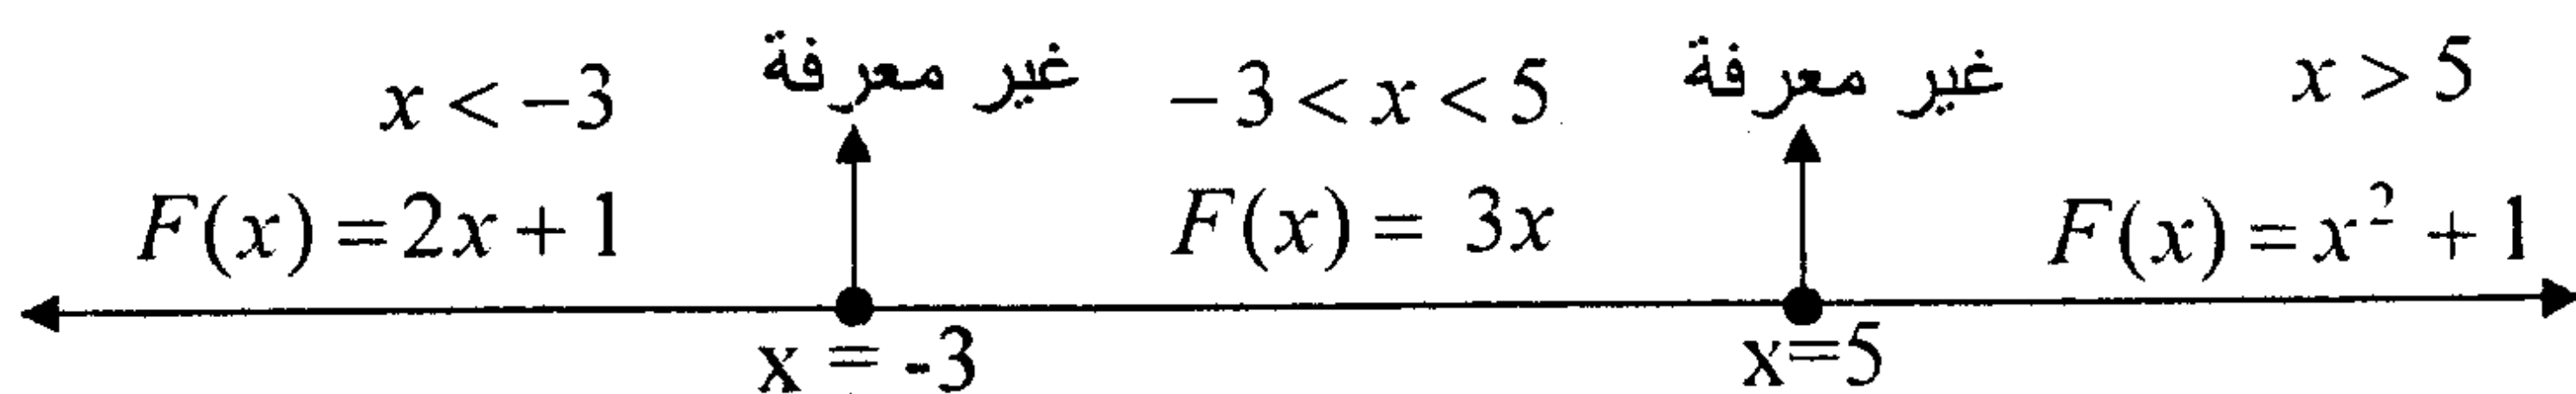 x < −3 غير معرفة −3 < x < 5 غير معرفة x > 5
F(x) = 2x + 1 F(x) = 3x F(x) = x² + 1
x = -3 x=5